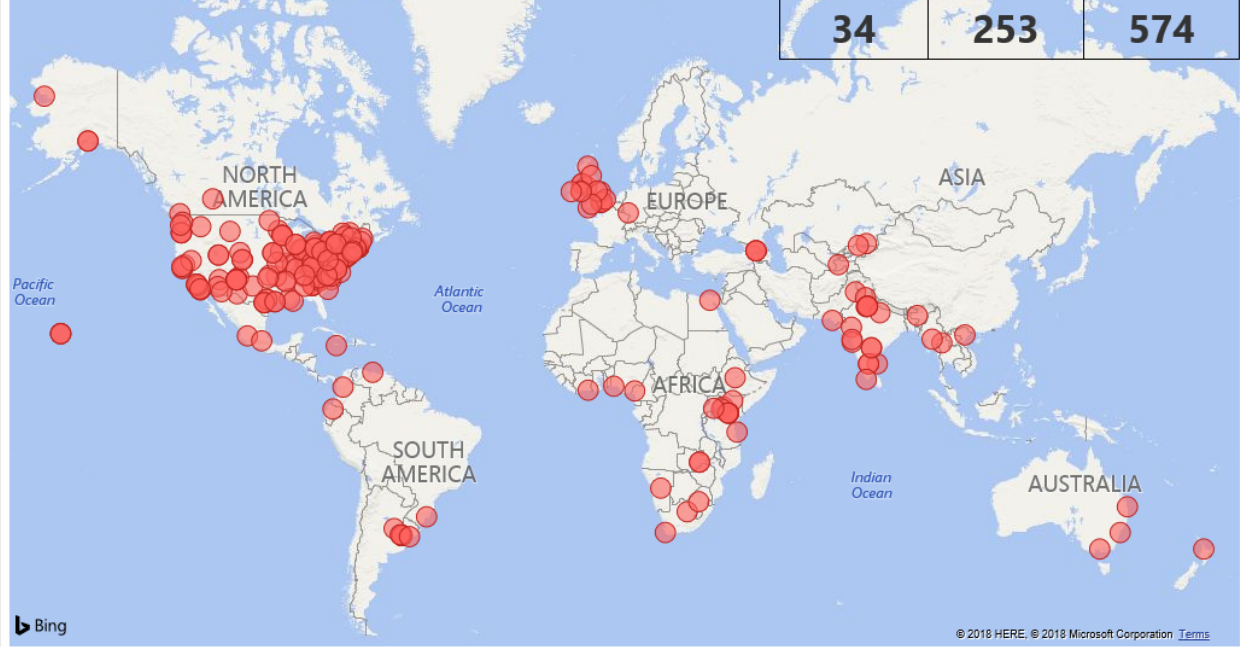 34 253 574
NORTH
AMERICA
EUROPE
ASIA
Pacific
Ocean
Atlantic
Ocean
AFRICA
SOUTH
AMERICA
Indian
Ocean
AUSTRALIA
Bing
© 2018 HERE, © 2018 Microsoft Corporation Terms